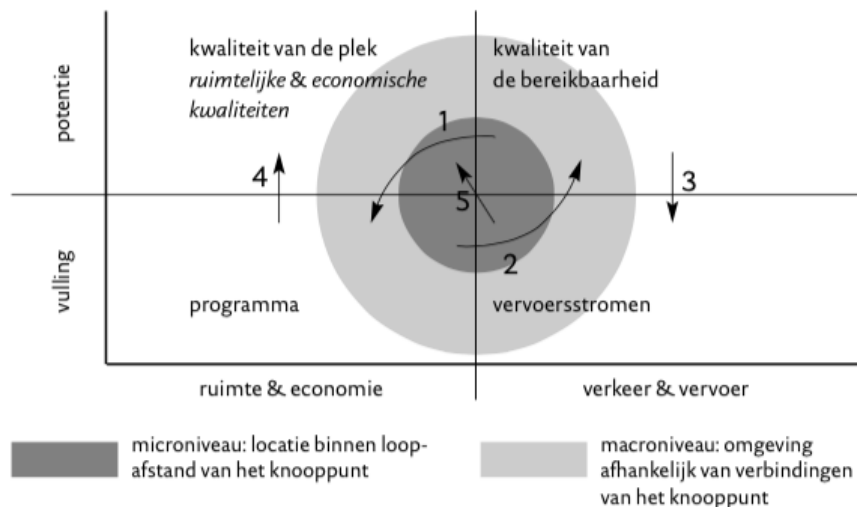 kwaliteit van de plek
ruimtelijke & economische
kwaliteiten
kwaliteit van
de bereikbaarheid
potentie
1
4
5
3
2
vulling
programma
vervoersstromen
ruimte & economie
verkeer & vervoer
microniveau: locatie binnen loop-
afstand van het knooppunt
macroniveau: omgeving
afhankelijk van verbindingen
van het knooppunt